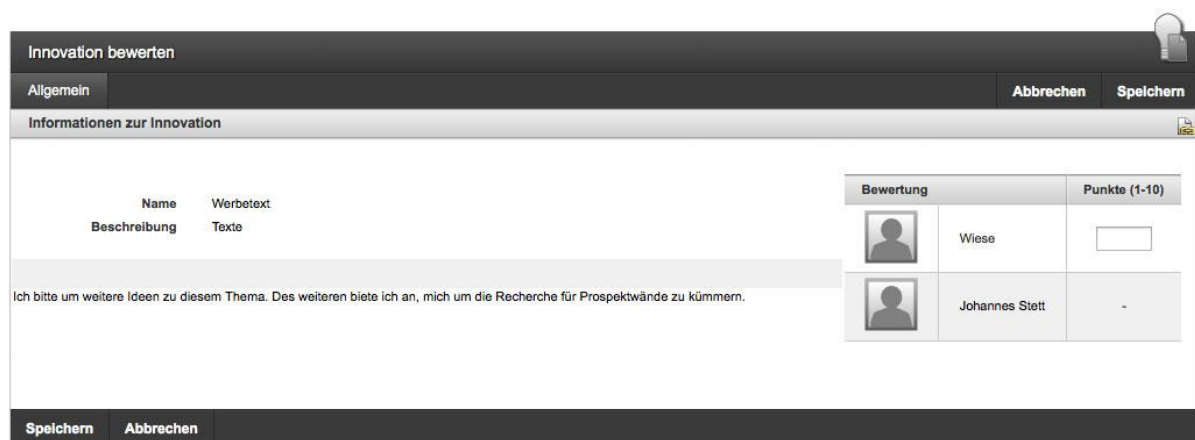 Innovation bewerten
Allgemein
Abbrechen Speichern
Informationen zur Innovation
Name Werbetext
Beschreibung Texte
Ich bitte um weitere Ideen zu diesem Thema. Des weiteren biete ich an, mich um die Recherche für Prospektwände zu kümmern.
Bewertung Punkte (1-10)
Wiese
Johannes Stett -
Speichern Abbrechen